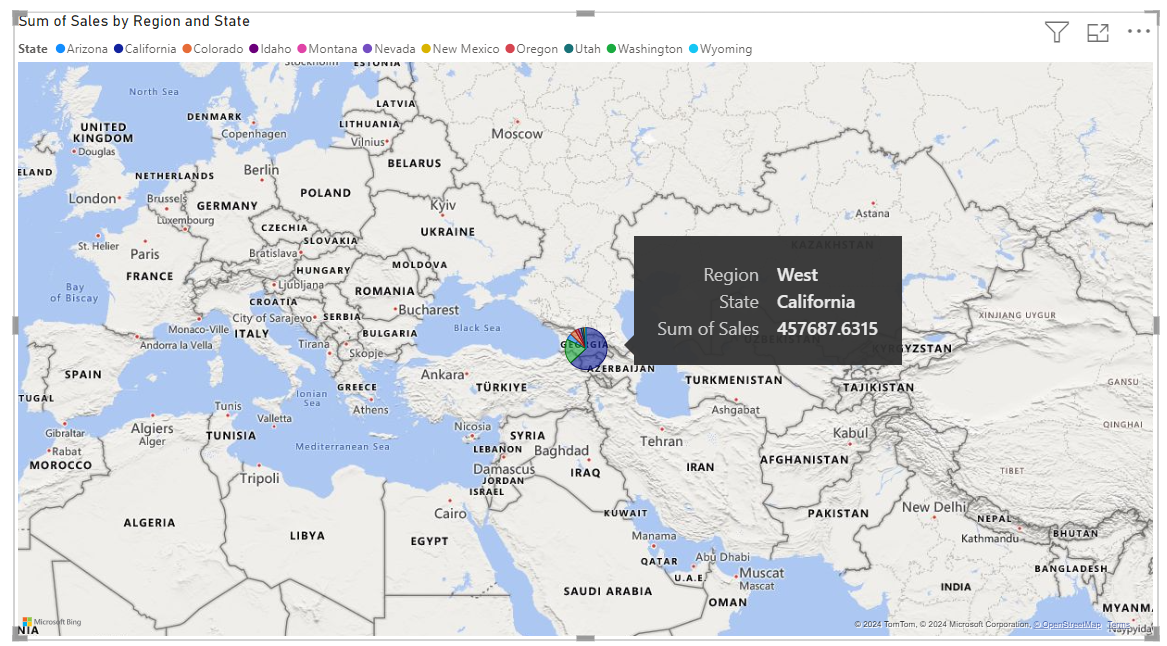 Sum of Sales by Region and State
State Arizona California Colorado Idaho Montana Nevada New Mexico Oregon Utah Washington Wyoming
Stockholm
ESTONIA
North Sea
LATVIA
DENMARK
Copenhagen
LITHUANIA
Vilnius
Moscow
UNITED
KINGDOM
Douglas
BELARUS
ELAND
NETHERLANDS
Berlin
POLAND
London
Brussels
GERMANY
Kyiv
Luxembourg
CZECHIA
UKRAINE
Astana
St. Helier
SLOVAKIA
Paris
Bratislava
KAZAKHSTAN
FRANCE
HUNGARY
MOLDOVA
Ljubljana
Bay
of Biscay
ROMANIA
CROATIA
Bucharest
City of Sarajevo
SERBIA
Monaco-Ville
ITALY
BULGARIA
Black Sea
Andorra la Vella
Tirana
Skopje
GEORGIA
AZERBAIJAN
UZBEKISTAN
KYRGYZSTAN
XINJIANG UYGUR
Region West
State California
Sum of Sales 457687.6315
SPAIN
Ankara
TÜRKIYE
GREECE
TURKMENISTAN
TAJIKISTAN
GANSU
TUGAL
Ionian
Sea
Athens
Tunis
Valletta
Ashgabat
QINGHAI
Gibraltar
Algiers
Alger
TUNISIA
Nicosia
SYRIA
Tehran
Kabul
Rabat
MOROCCO
Mediterranean Sea
LEBANON
Baghdad
AFGHANISTAN
Tripoli
Damascus
IRAQ
IRAN
TIBET
JORDAN
ISRAEL
ALGERIA
LIBYA
Cairo
EGYPT
KUWAIT
PAKISTAN
New Delhi
NEPAL
Kathmandu
BHUTAN
Manama
QATAR
Abu Dhabi
U.A.E.
Muscat
Mascat
BANGLADESH
SAUDI ARABIA
OMAN
INDIA
MYANM
Microsoft Bing
NIA
© 2024 TomTom, © 2024 Microsoft Corporation, © OpenStreetMap Terms
Naypyida